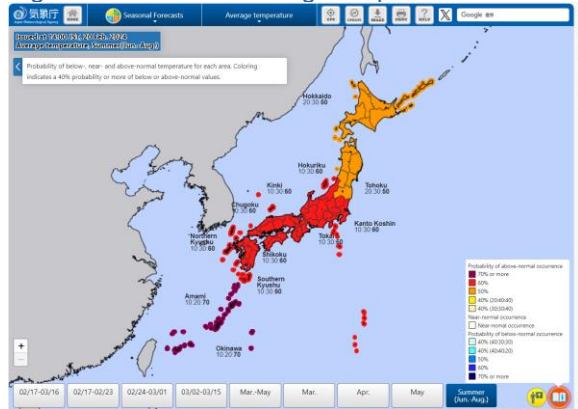 気象庁
Japan Meteorological Agency
HOME
Seasonal Forecasts
Average temperature
PRINT
HELP
Google
Issued at 14:00 JST, 20 Feb. 2024
Average temperature, Summer(Jun.-Aug.)
Probability of below-, near- and above-normal temperature for each area. Coloring
indicates a 40% probability or more of below or above-normal values.
Hokkaido
20:30:50
Hokuriku
10:30:60
Tohoku
20:30:50
Kinki
10:30:60
Chugoku
10:30:60
Kanto Koshin
10:30:60
Northern
Kyushu
10:30:60
Tokai
10:30:60
Shikoku
10:30:60
Southern
Kyushu
10:30:60
Amami
10:20:70
Okinawa
10:20:70
Probability of above-normal occurrence
70% or more
60%
50%
40% (20:40:40)
40% (30:30:40)
Near-normal occurrence
Near-normal occurrence
Probability of below-normal occurrence
40% (40:30:30)
40% (40:40:20)
50%
60%
70% or more
+
−
02/17-03/16
02/17-02/23
02/24-03/01
03/02-03/15
Mar.-May
Mar.
Apr.
May
Summer
(Jun.-Aug.)